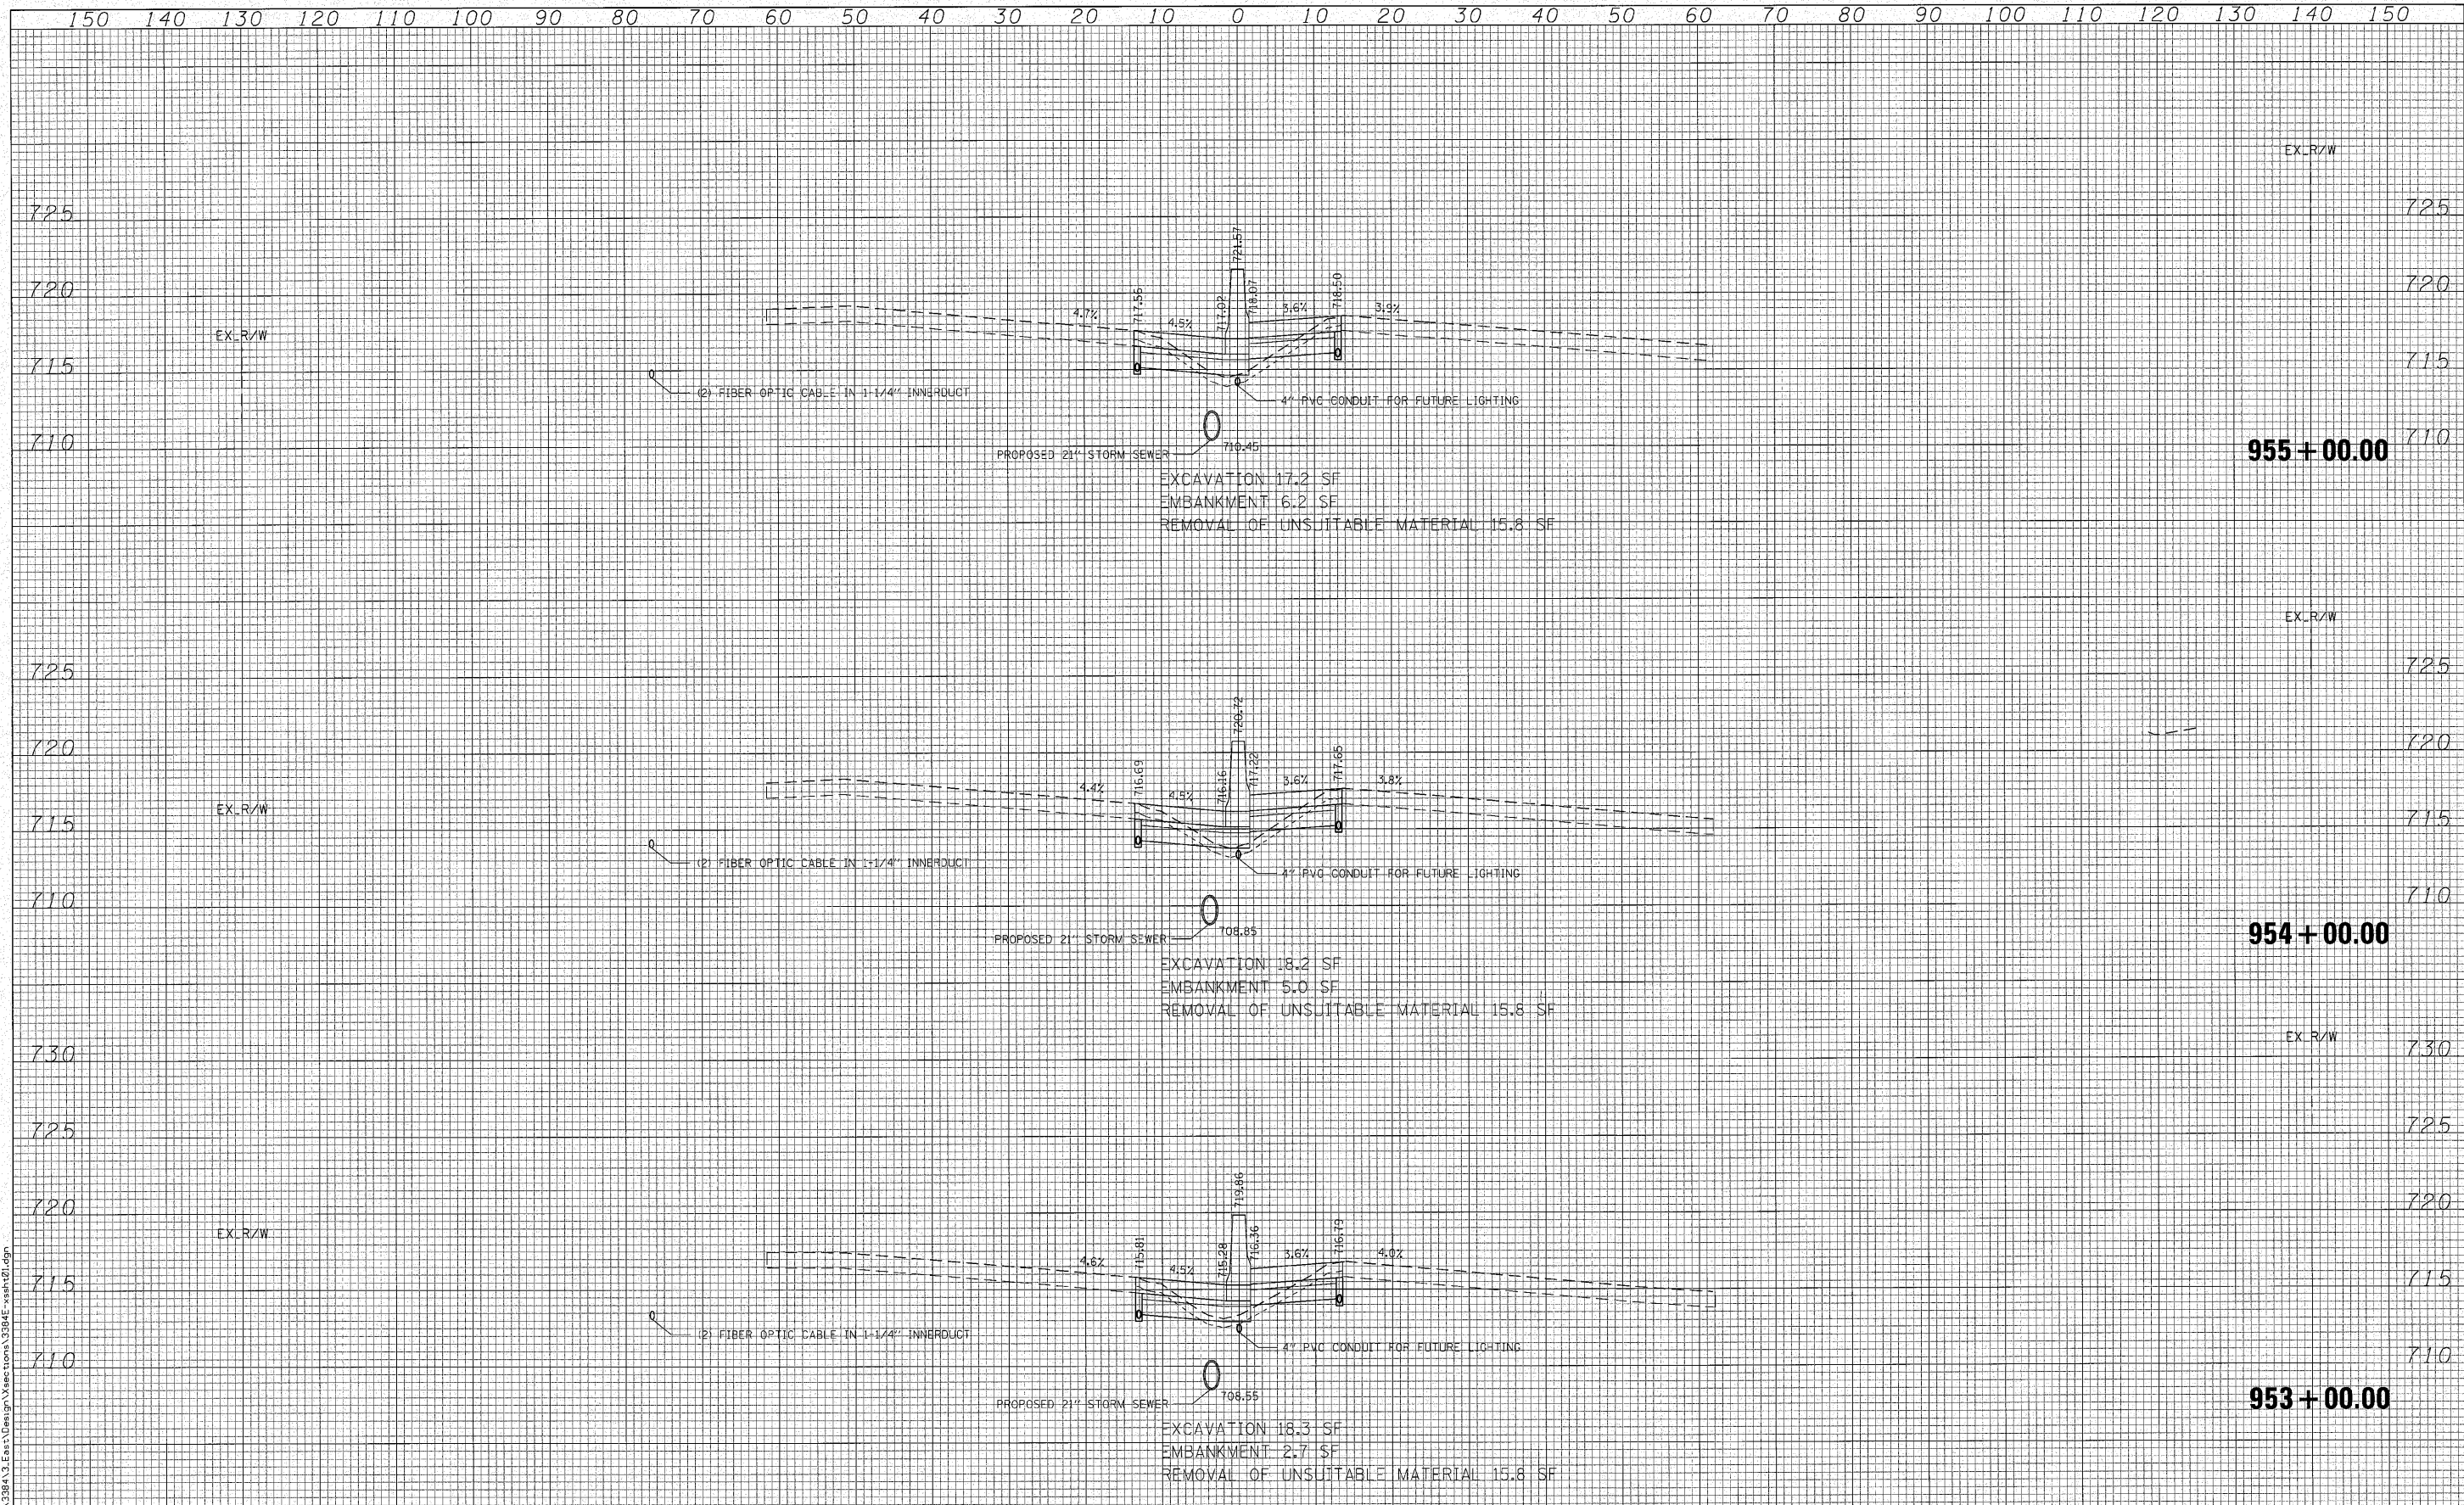 150 140 130 120 110 100 90 80 70 60 50 40 30 20 10 0 10 20 30 40 50 60 70 80 90 100 110 120 130 140 150
EX_R/W
725 725
721.57
720 720
717.55 717.02 718.07 718.50
4.7% 4.5% 3.6% 3.9%
EX_R/W
715 715
(2) FIBER OPTIC CABLE IN 1-1/4" INNERDUCT
4" PVC CONDUIT FOR FUTURE LIGHTING
710 710
955+00.00
PROPOSED 21" STORM SEWER 710.45
EXCAVATION 17.2 SF
EMBANKMENT 6.2 SF
REMOVAL OF UNSUITABLE MATERIAL 15.8 SF
EX_R/W
725 725
720.72
720 720
716.69 716.16 717.22 717.65
4.4% 4.5% 3.6% 3.8%
EX_R/W
715 715
(2) FIBER OPTIC CABLE IN 1-1/4" INNERDUCT
4" PVC CONDUIT FOR FUTURE LIGHTING
710 710
954+00.00
PROPOSED 21" STORM SEWER 708.85
EXCAVATION 18.2 SF
EMBANKMENT 5.0 SF
REMOVAL OF UNSUITABLE MATERIAL 15.8 SF
EX_R/W
730 730
725 725
719.86
720 720
EX_R/W
715.81 715.28 716.36 716.79
4.6% 4.5% 3.6% 4.0%
715 715
(2) FIBER OPTIC CABLE IN 1-1/4" INNERDUCT
4" PVC CONDUIT FOR FUTURE LIGHTING
710 710
953+00.00
PROPOSED 21" STORM SEWER 708.55
EXCAVATION 18.3 SF
EMBANKMENT 2.7 SF
REMOVAL OF UNSUITABLE MATERIAL 15.8 SF
\3384\3.East\Design\Xsections\3384E-xssht01.dgn